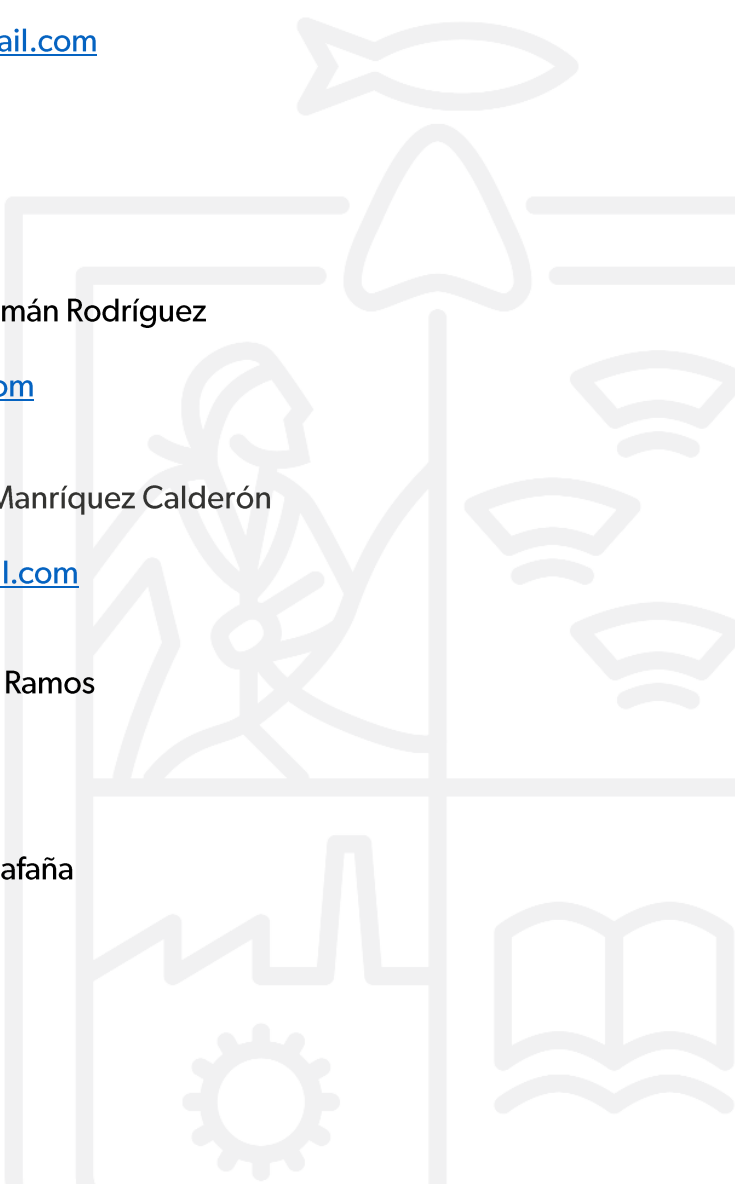 ail.com
mán Rodríguez
om
Manríquez Calderón
l.com
Ramos
afaña